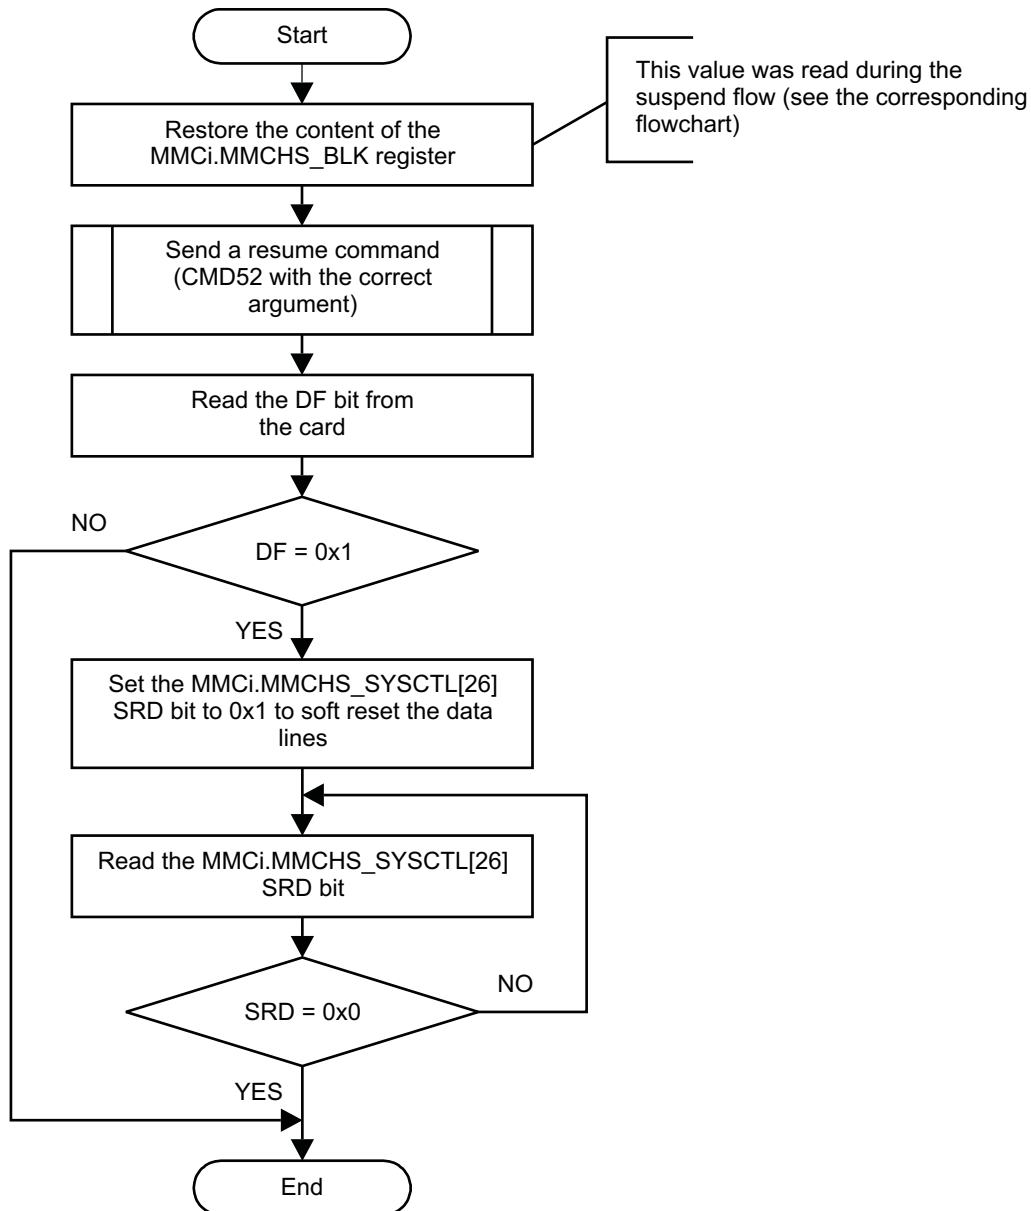 Start
This value was read during the
suspend flow (see the corresponding
flowchart)
Restore the content of the
MMCi.MMCHS_BLK register
Send a resume command
(CMD52 with the correct
argument)
Read the DF bit from
the card
NO
DF = 0x1
YES
Set the MMCi.MMCHS_SYSCTL[26]
SRD bit to 0x1 to soft reset the data
lines
Read the MMCi.MMCHS_SYSCTL[26]
SRD bit
NO
SRD = 0x0
YES
End